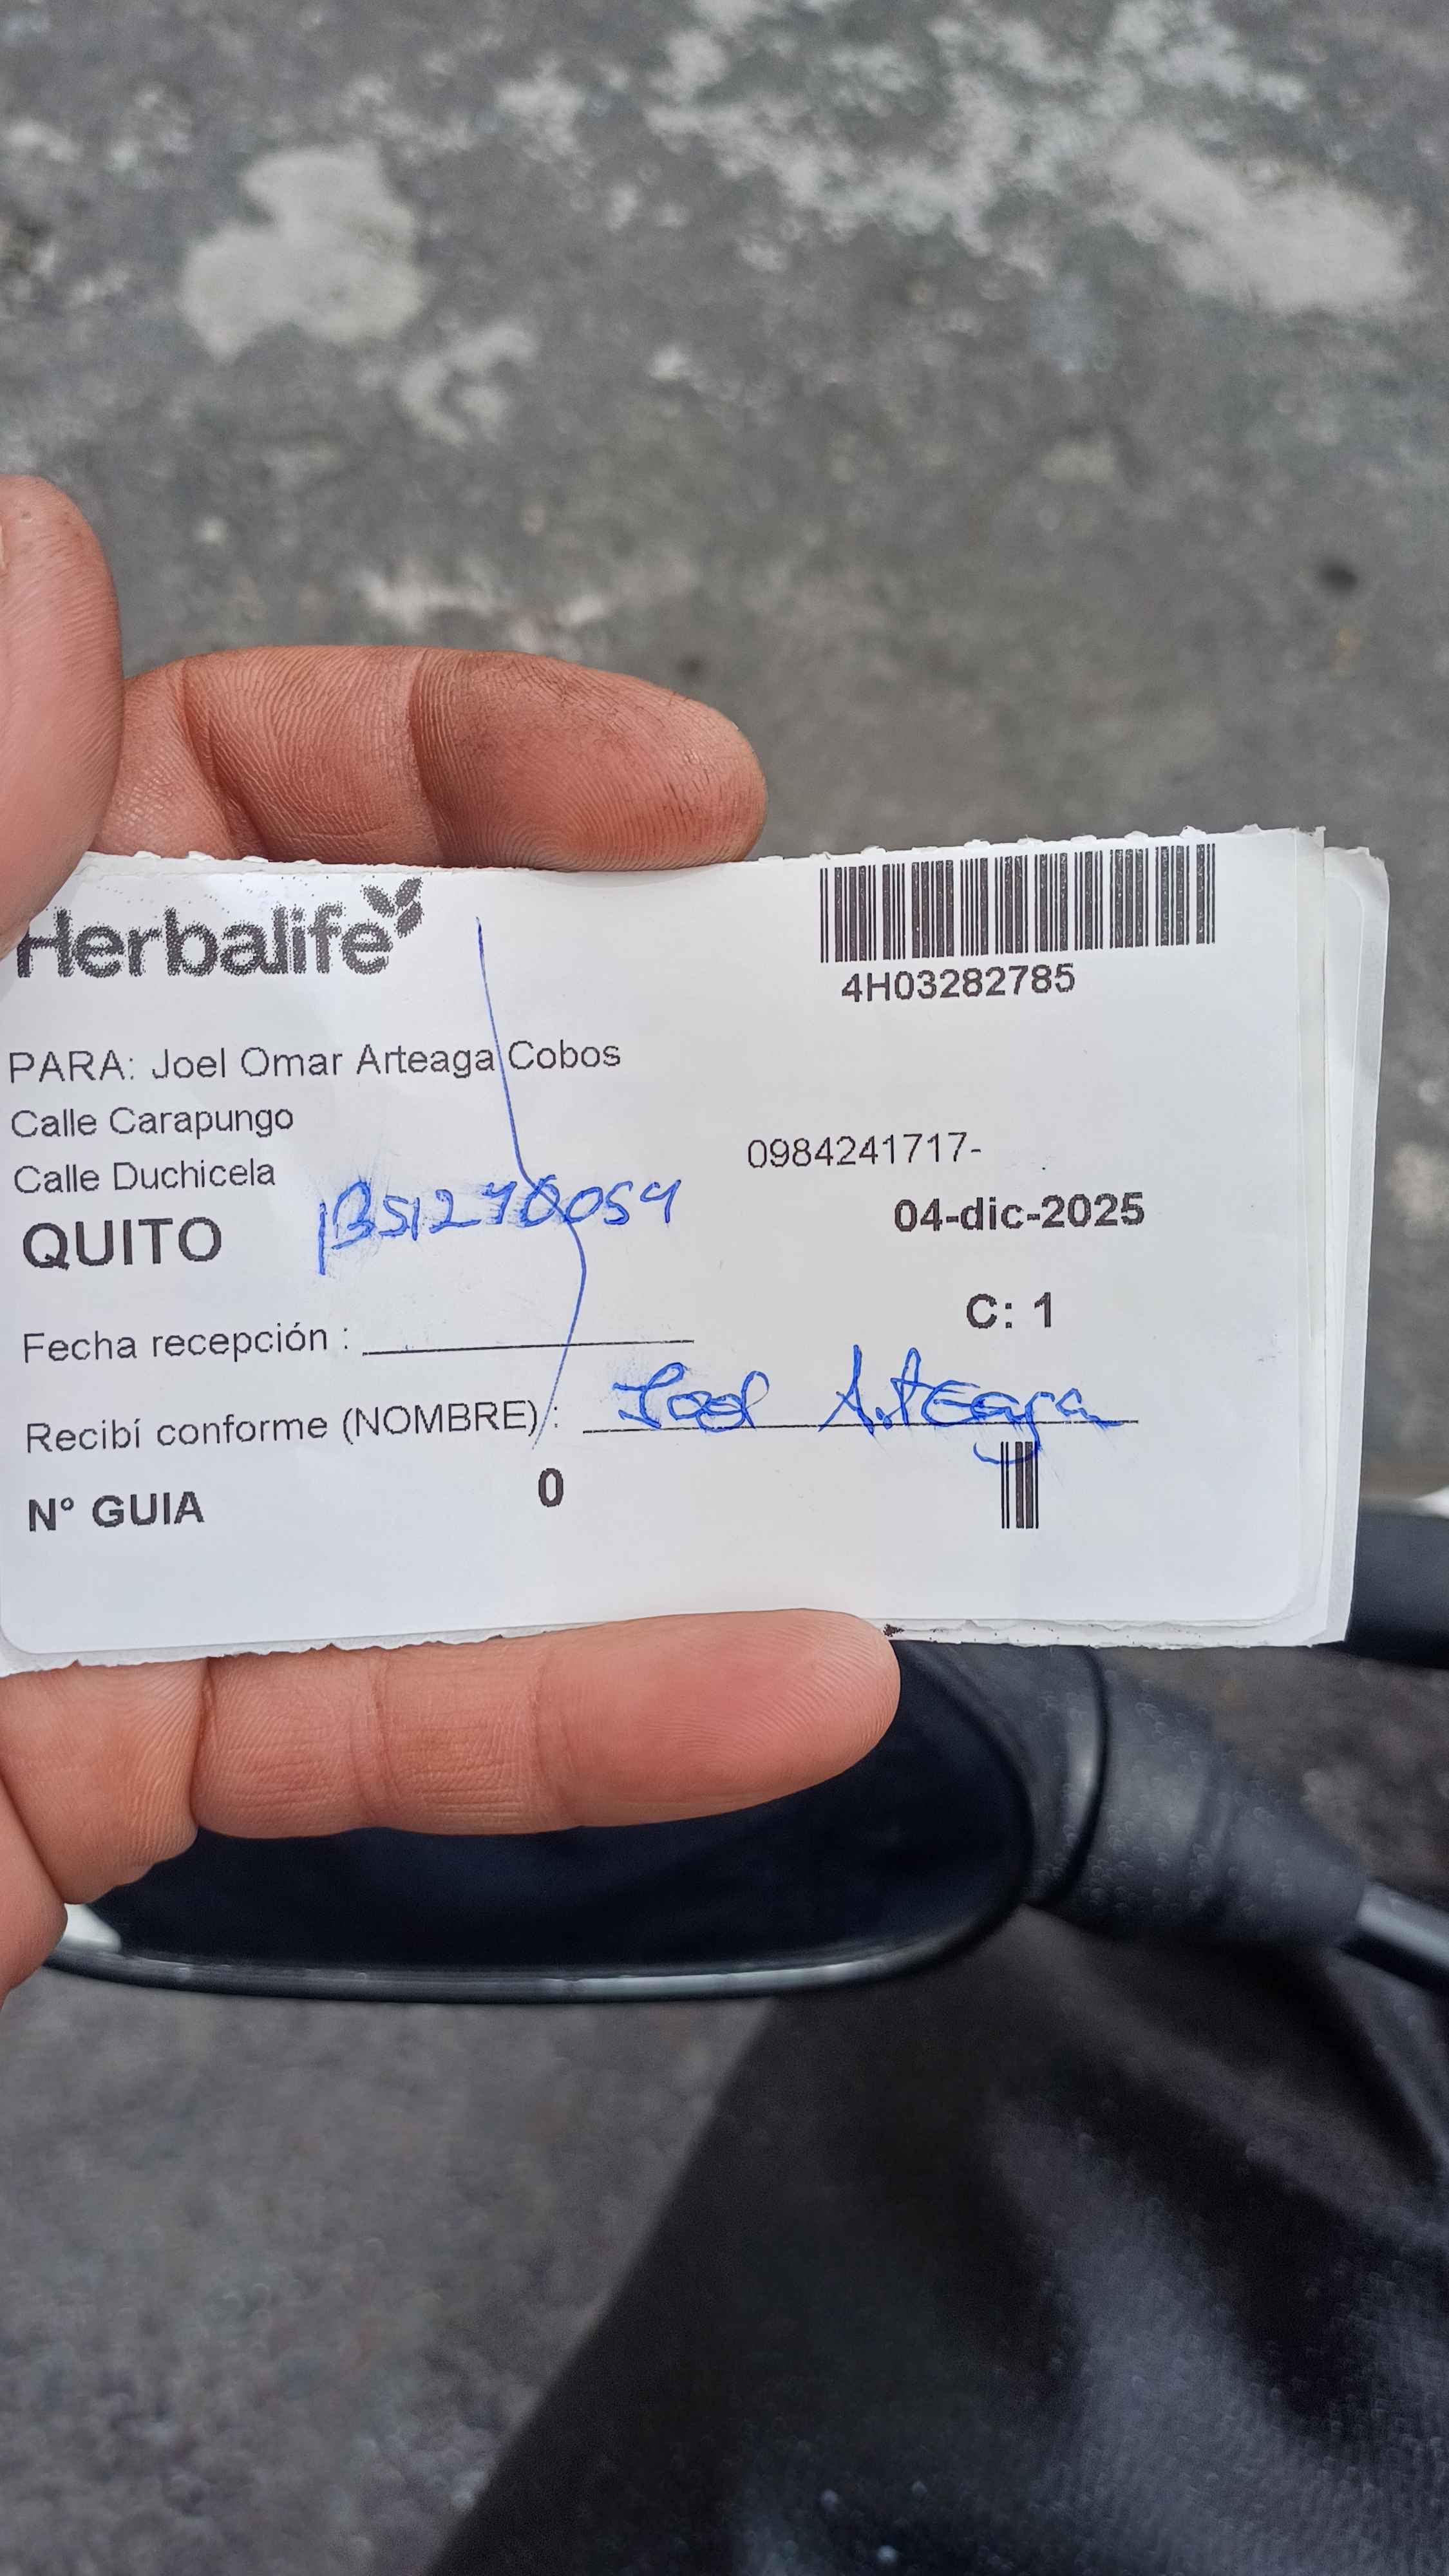 Herbalife
4H03282785
PARA: Joel Omar Arteaga Cobos
Calle Carapungo
0984241717-
Calle Duchicela
04-dic-2025
QUITO
C: 1
Fecha recepción :
Recibí conforme (NOMBRE) : Joel Arteaga
N° GUIA 0